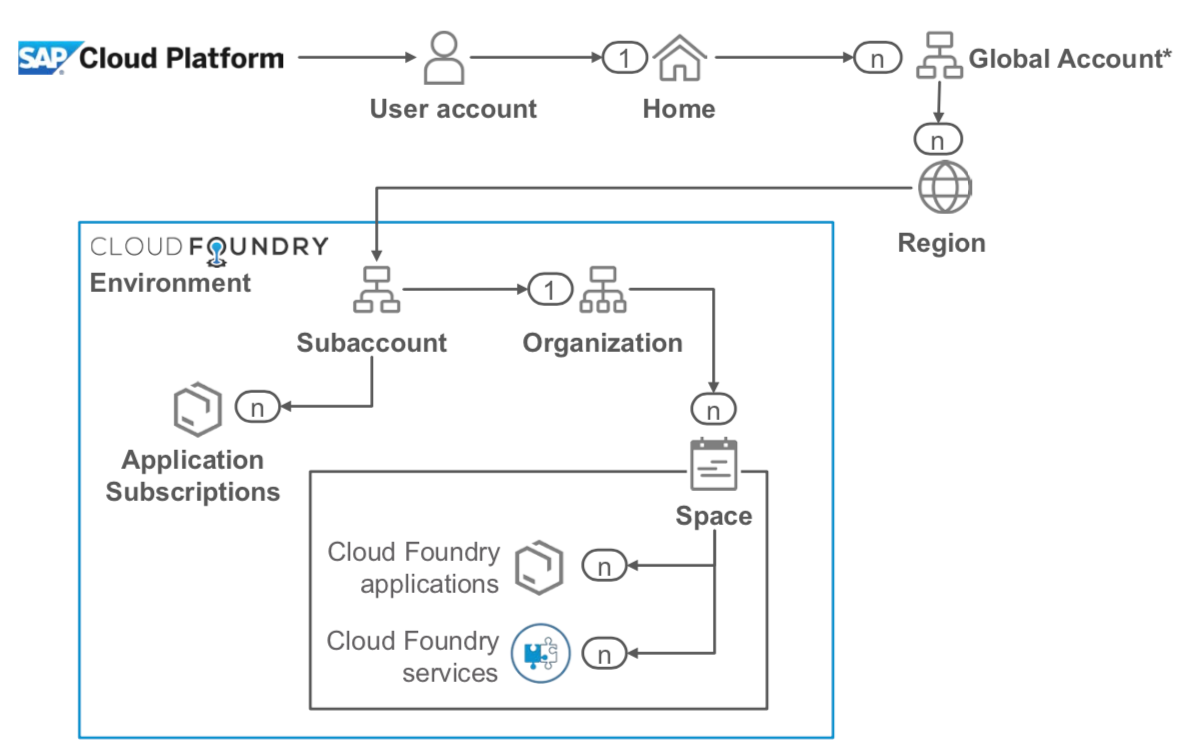 SAP Cloud Platform
User account
1
Home
n
Global Account*
n
Region
CLOUD FOUNDRY
Environment
Subaccount
1
Organization
n
Application
Subscriptions
n
Space
Cloud Foundry
applications
n
Cloud Foundry
services
n